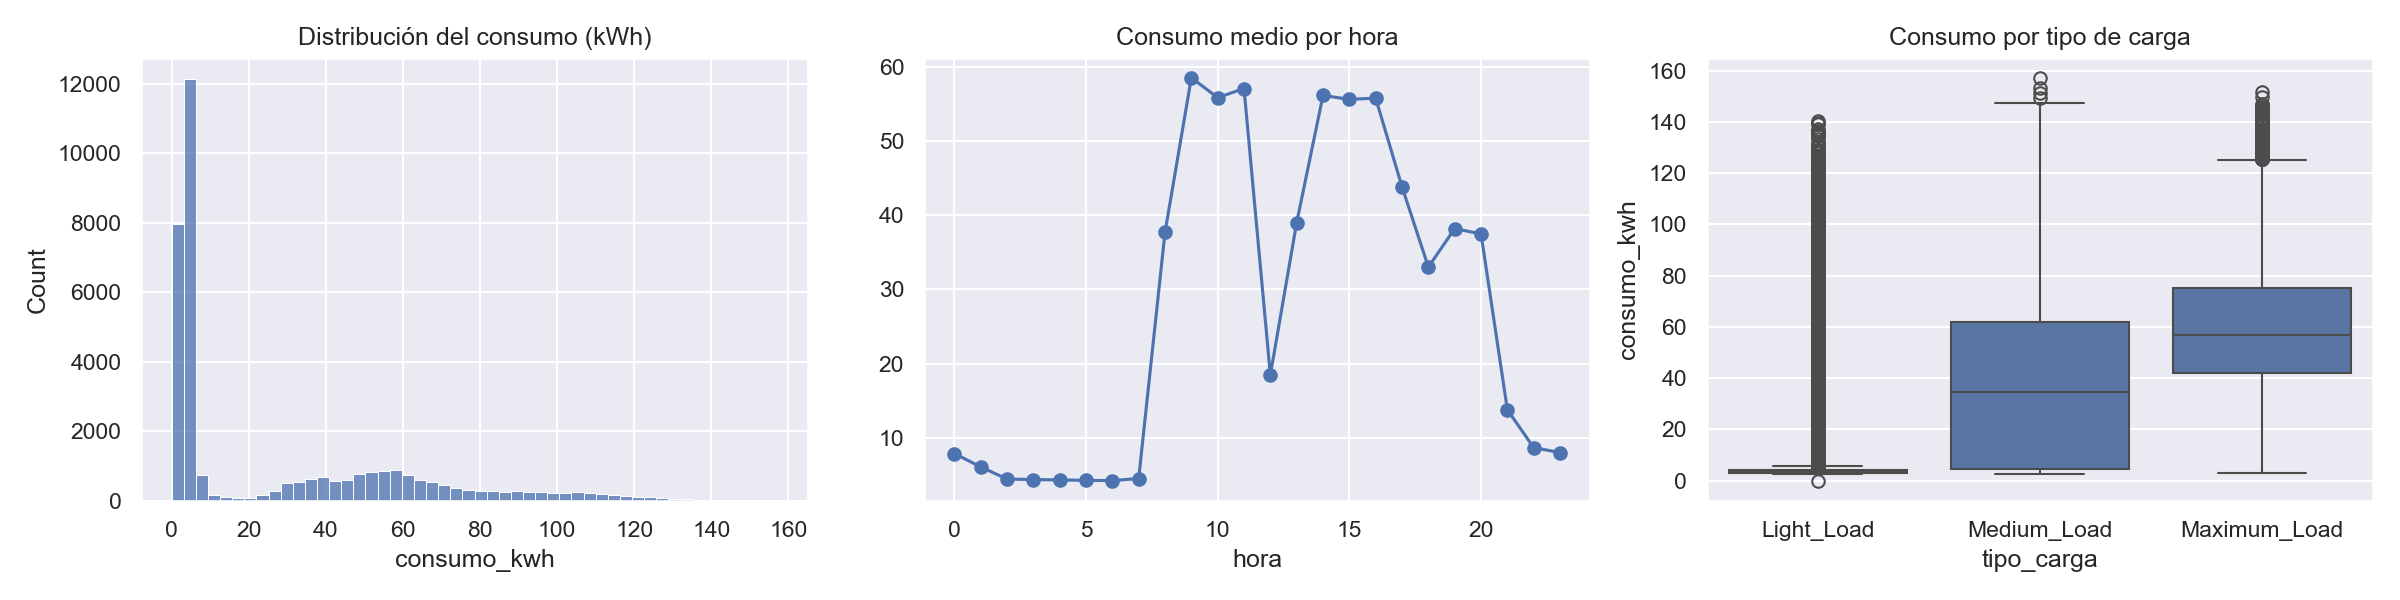 Distribución del consumo (kWh)
12000
10000
8000
6000
4000
2000
0
Count
0 20 40 60 80 100 120 140 160
consumo_kwh
Consumo medio por hora
60
50
40
30
20
10
0 5 10 15 20
hora
Consumo por tipo de carga
160
140
120
100
80
60
40
20
0
consumo_kwh
Light_Load Medium_Load Maximum_Load
tipo_carga